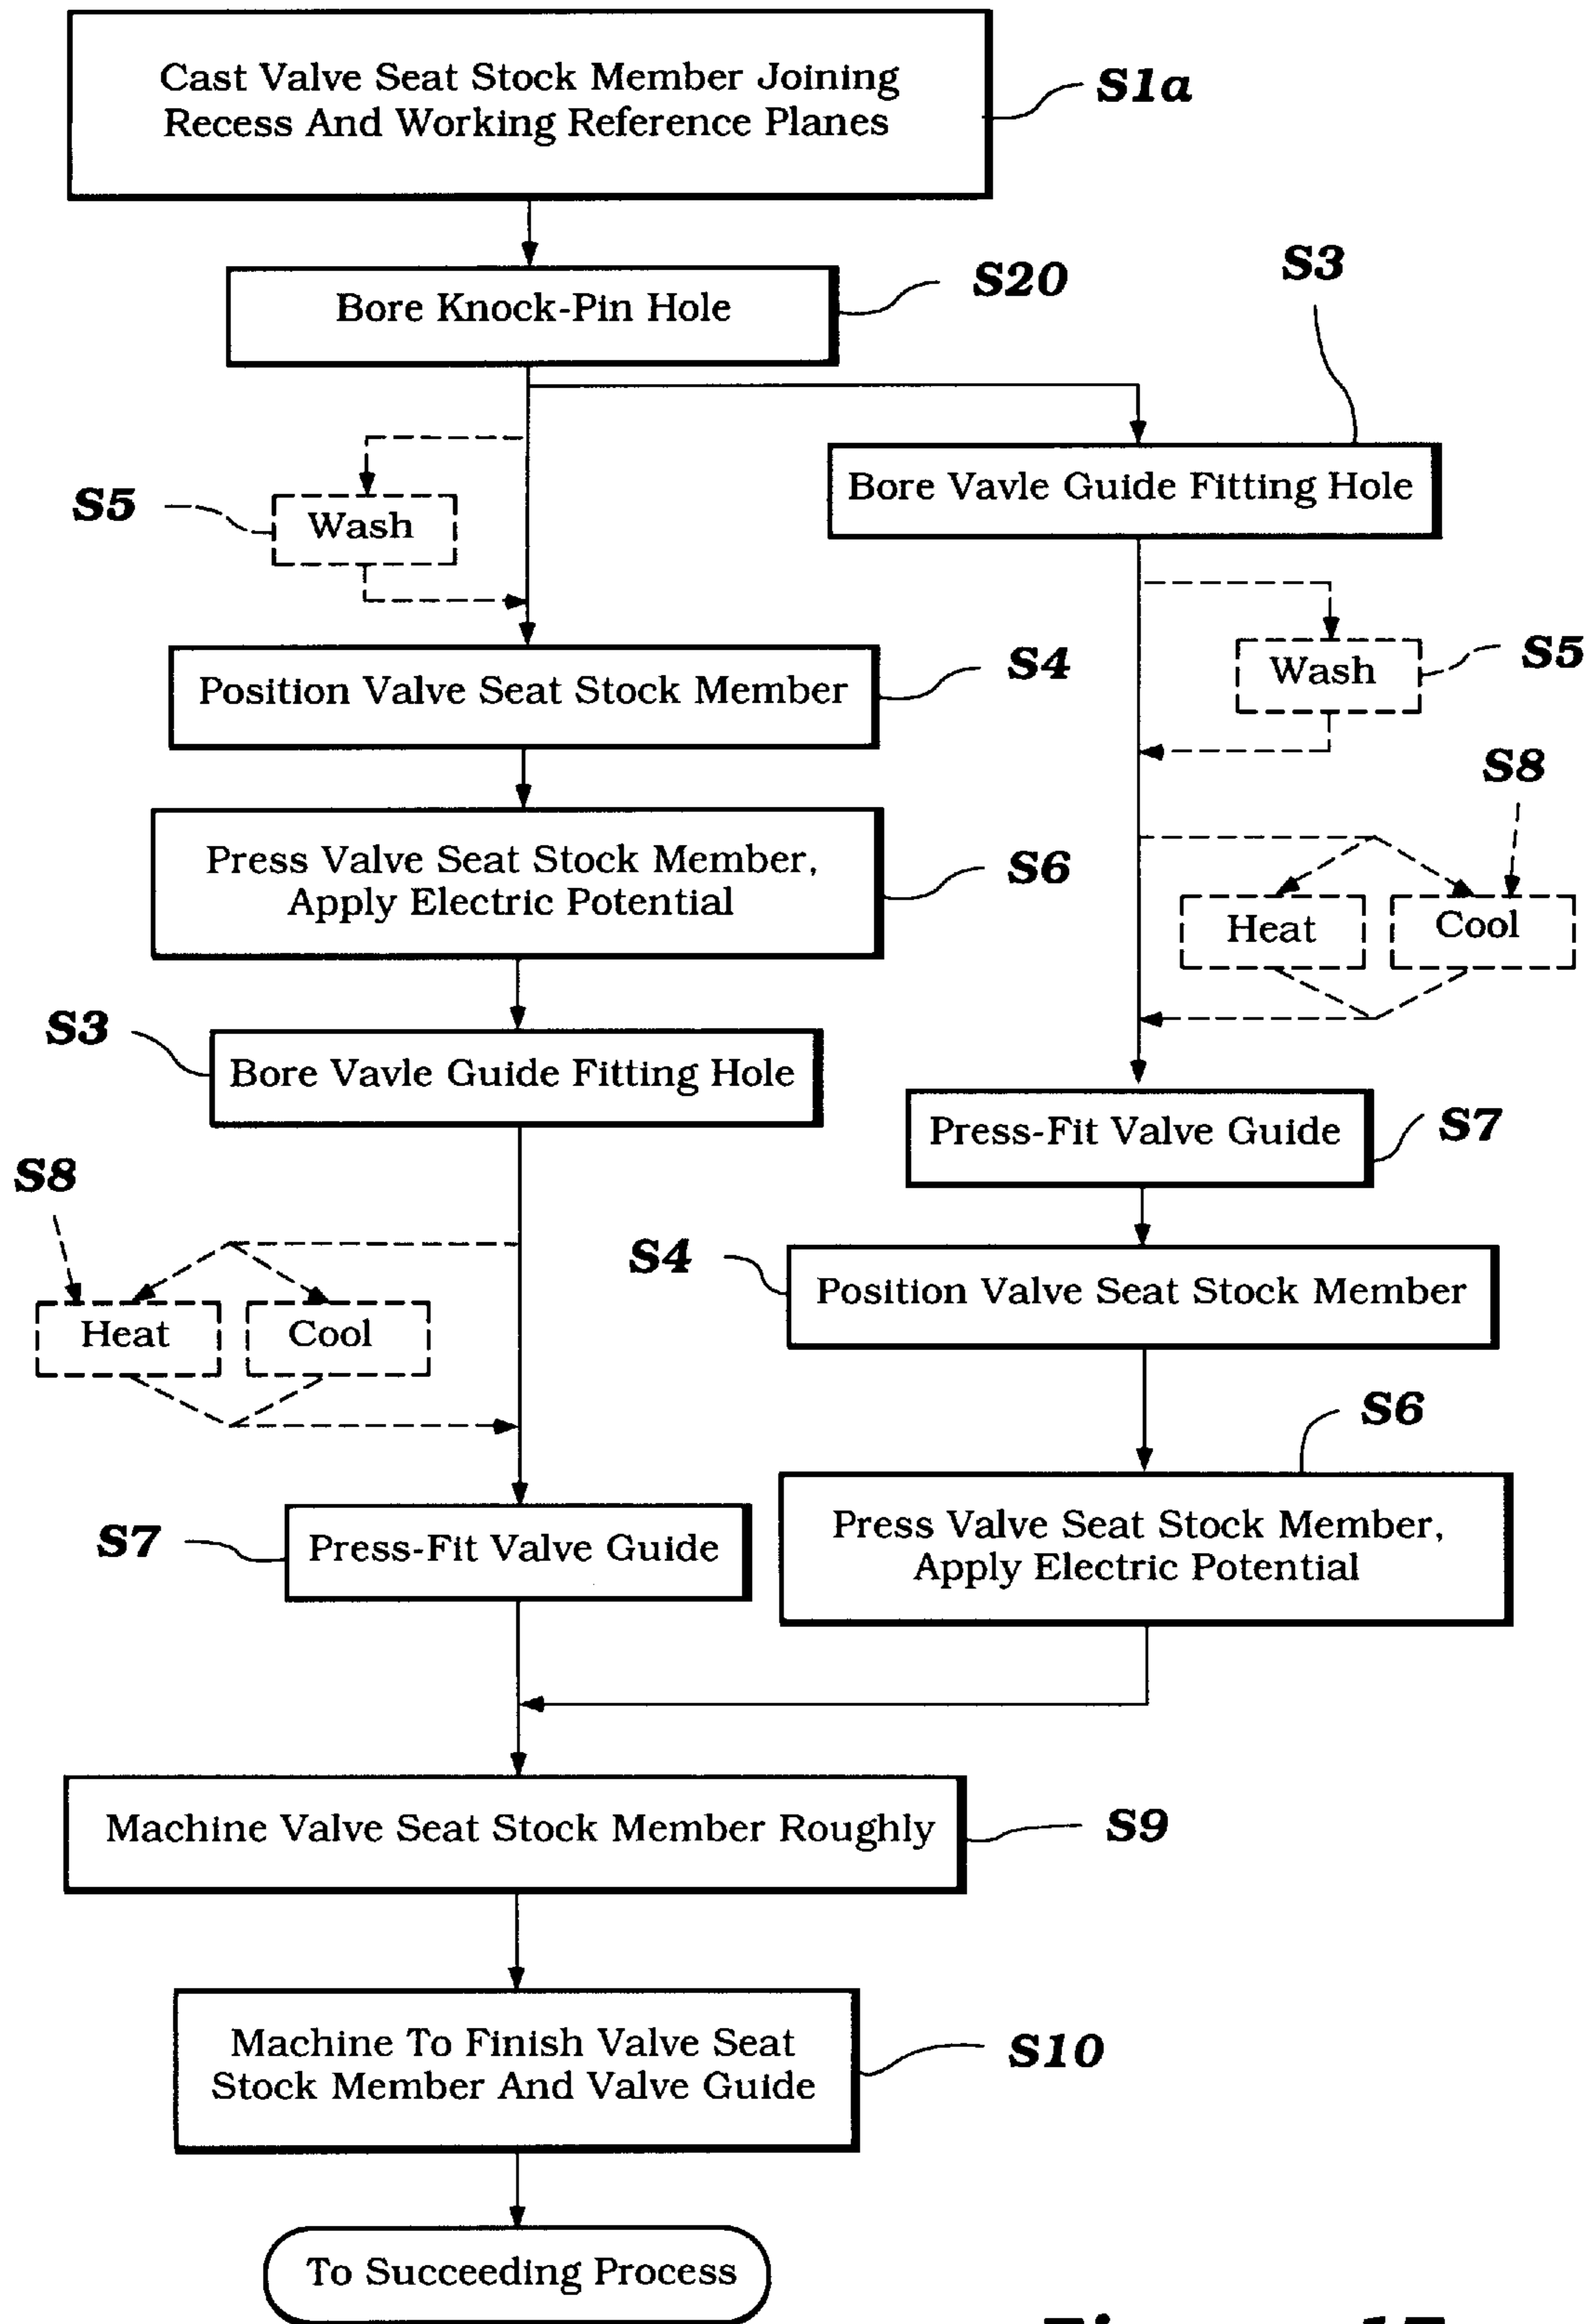 Cast Valve Seat Stock Member Joining
Recess And Working Reference Planes
S1a
Bore Knock-Pin Hole
S20
S3
Bore Vavle Guide Fitting Hole
S5
Wash
Wash
S5
Position Valve Seat Stock Member
S4
S8
Press Valve Seat Stock Member,
Apply Electric Potential
S6
Heat
Cool
S3
Bore Vavle Guide Fitting Hole
Press-Fit Valve Guide
S7
S8
S4
Position Valve Seat Stock Member
Heat
Cool
S6
S7
Press-Fit Valve Guide
Press Valve Seat Stock Member,
Apply Electric Potential
Machine Valve Seat Stock Member Roughly
S9
Machine To Finish Valve Seat
Stock Member And Valve Guide
S10
To Succeeding Process